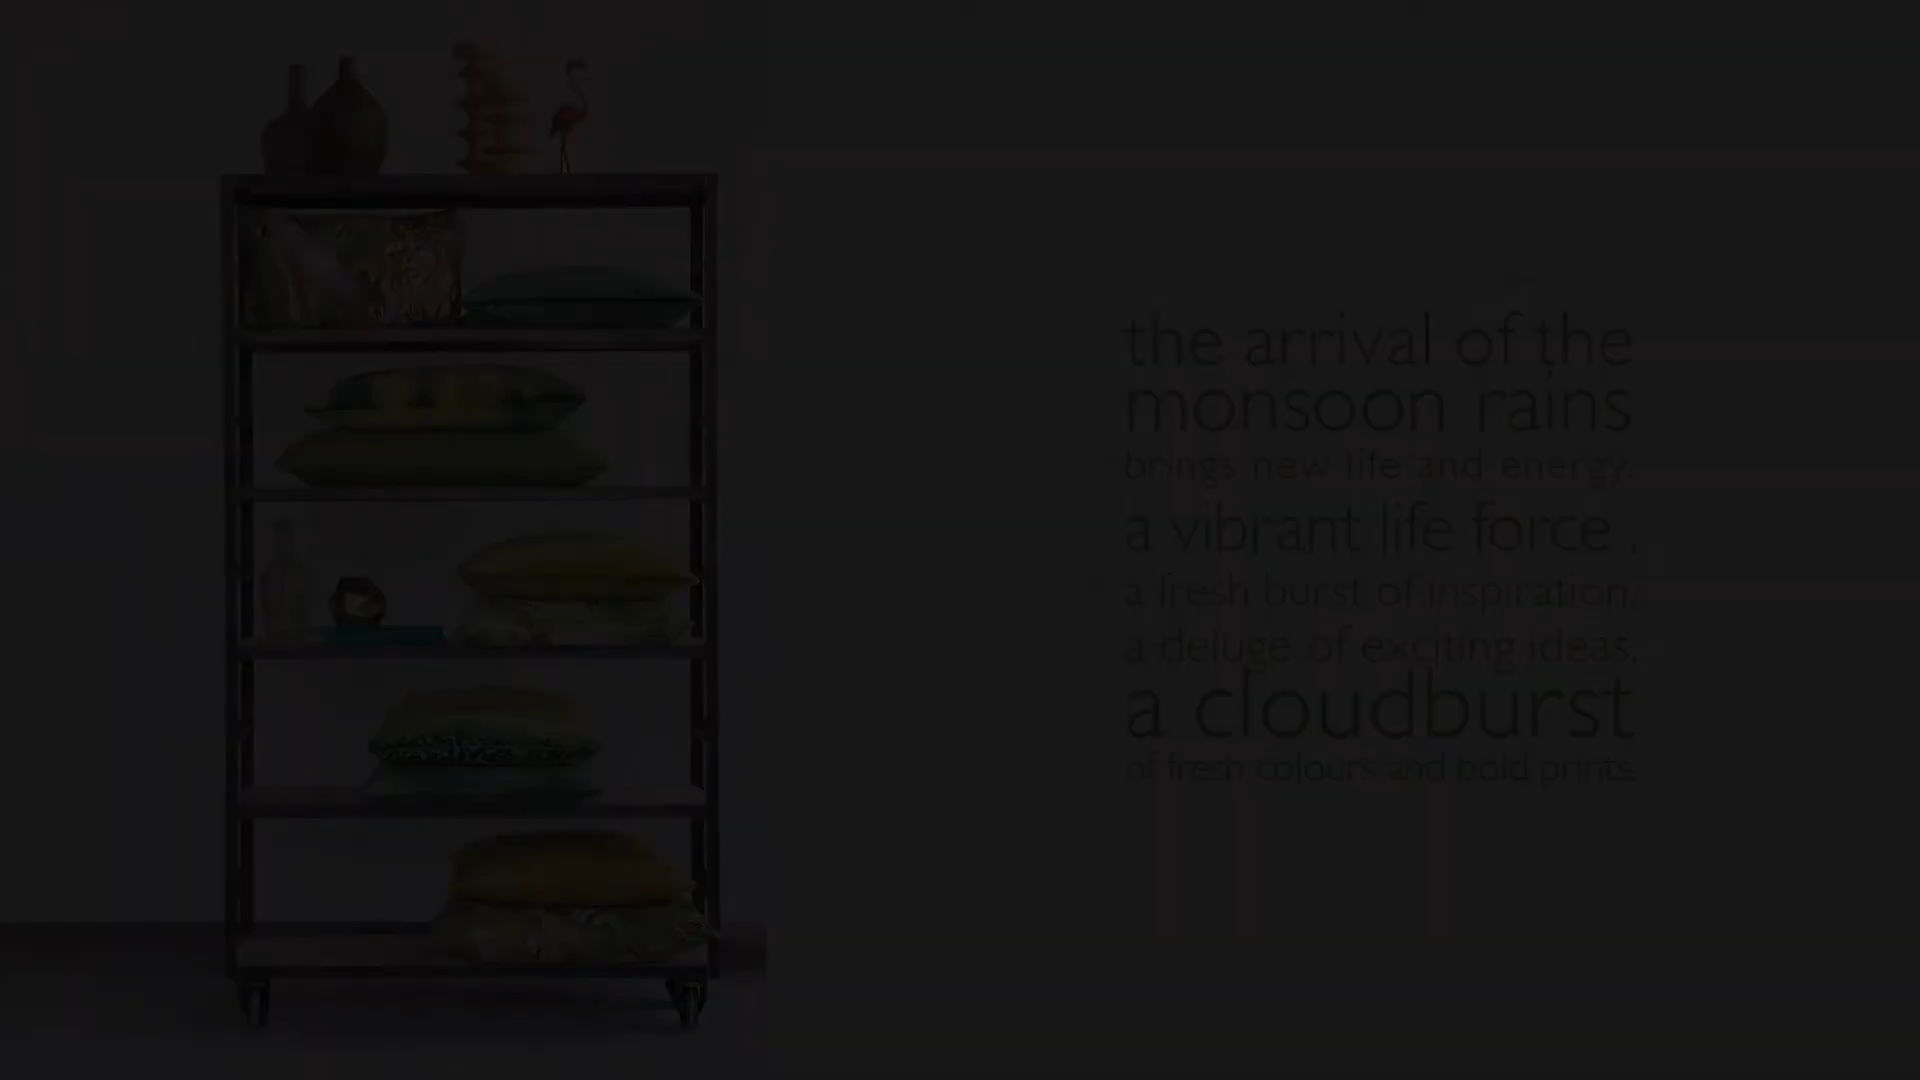 the arrival of the
monsoon rains
brings new life and energy.
a vibrant life force ,
a fresh burst of inspiration.
a deluge of exciting ideas,
a cloudburst
of fresh colours and bold prints.